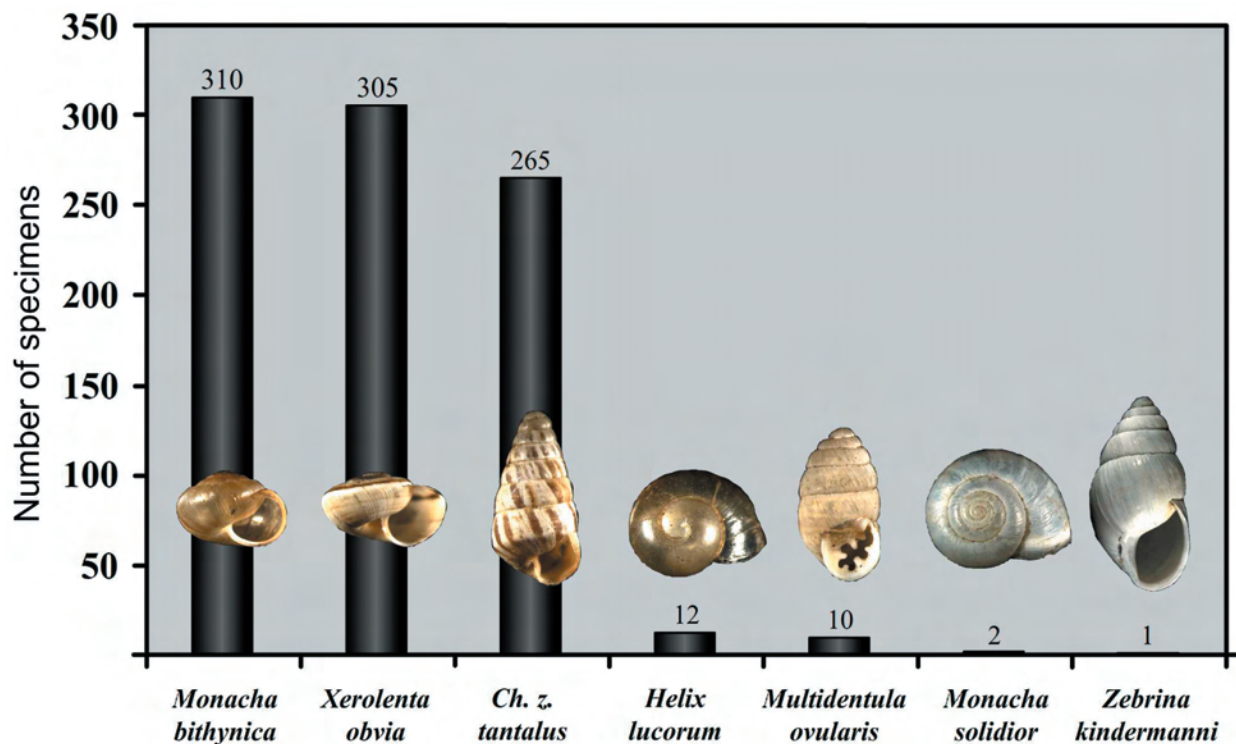 Number of specimens
350
300
250
200
150
100
50
310
305
265
12
10
2
1
Monacha
bithynica
Xerolenta
obvia
Ch. z.
tantalus
Helix
lucorum
Multidentula
ovularis
Monacha
solidior
Zebrina
kindermanni